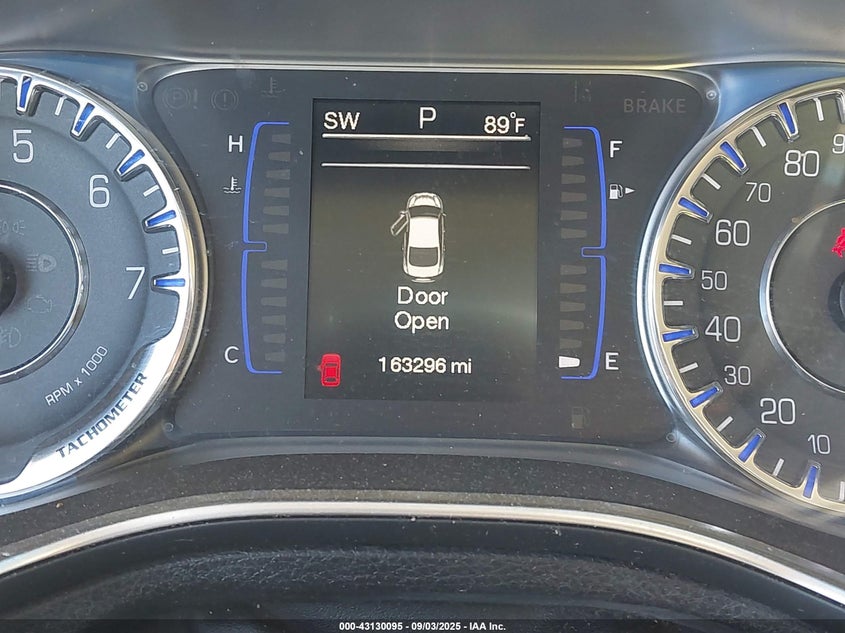 SW P 89°F
BRAKE
H
F
C
E
Door
Open
163296 mi
5
6
7
RPM x 1000
TACHOMETER
80
70
60
50
40
30
20
10
000-43130095 - 09/03/2025 - IAA Inc.